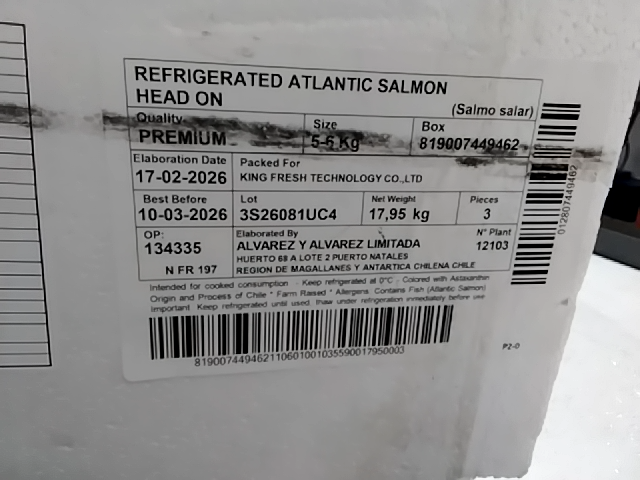 REFRIGERATED ATLANTIC SALMON
HEAD ON
(Salmo salar)
Quality
PREMIUM
Size
5-6 Kg
Box
819007449462
Elaboration Date
17-02-2026
Packed For
KING FRESH TECHNOLOGY CO.,LTD
Best Before
10-03-2026
Lot
3S26081UC4
Net Weight
17,95 kg
Pieces
3
OP:
134335
N FR 197
Elaborated By
ALVAREZ Y ALVAREZ LIMITADA
HUERTO 68 A LOTE 2 PUERTO NATALES
REGION DE MAGALLANES Y ANTARTICA CHILENA CHILE
N° Plant
12103
Intended for cooked consumption - Keep refrigerated at 0°C - Colored with Astaxanthin
Origin and Process of Chile * Farm Raised * Allergens: Contains Fish (Atlantic Salmon)
Important: Keep refrigerated until used, thaw under refrigeration immediately before use
819007449462110601001035590017950003
012807449462
P2-0